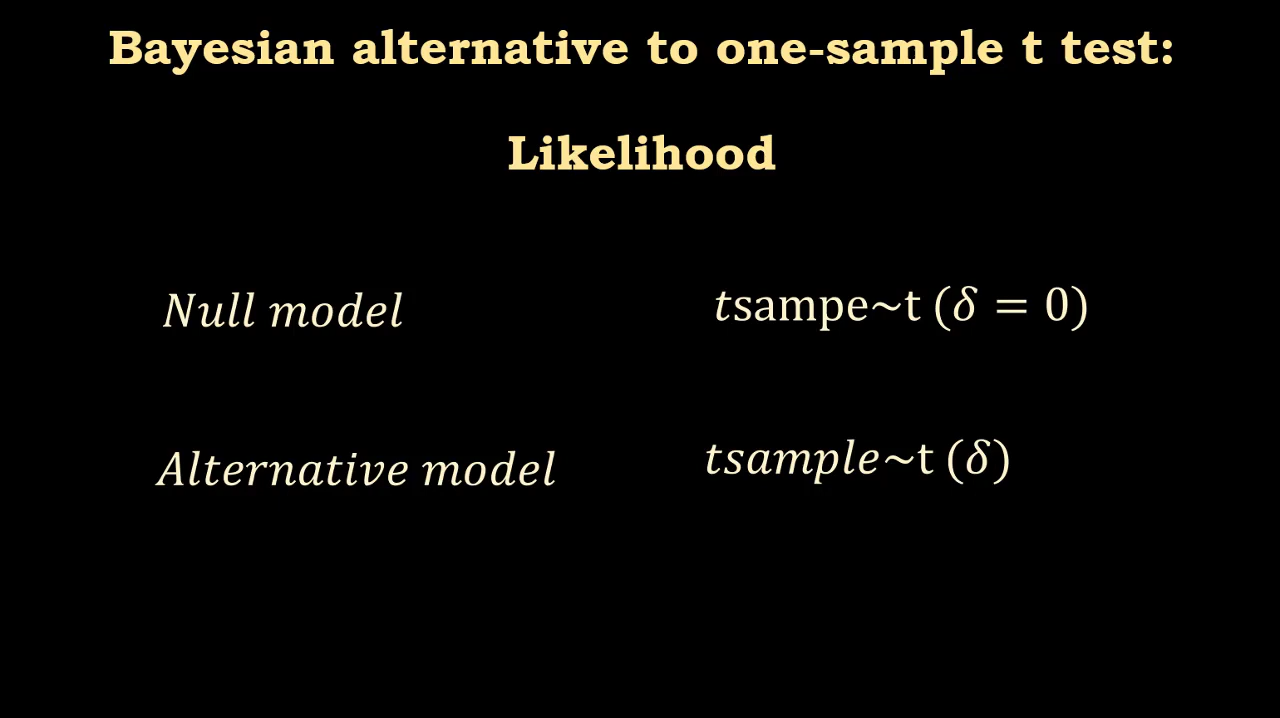 Bayesian alternative to one-sample t test:
Likelihood
Null model
tsampe~t (δ = 0)
Alternative model
tsample~t (δ)